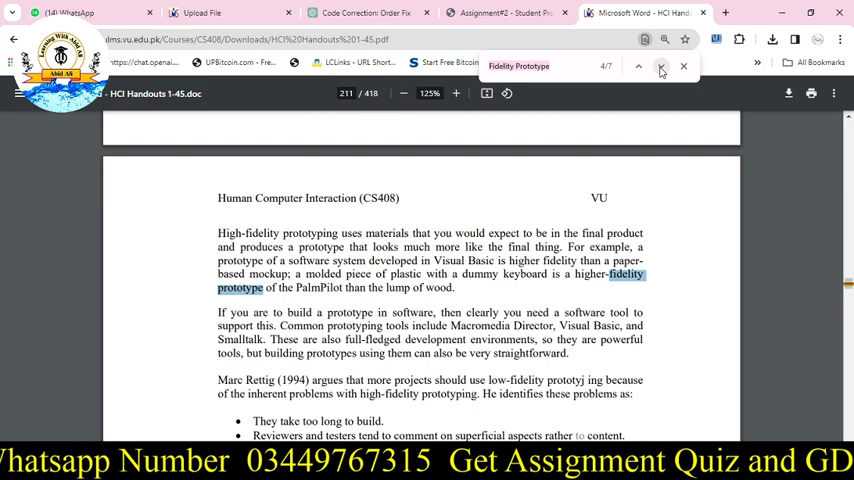 (14) WhatsApp
Upload File
Code Correction: Order Fix
Assignment#2 - Student Pro
Microsoft Word - HCI Hand
ulms.vu.edu.pk/Courses/CS408/Downloads/HCI%20Handouts%201-45.pdf
https://chat.openai....
UPBitcoin.com - Fre...
LCLinks - URL Short...
Start Free Bitcoin
All Bookmarks
Fidelity Prototype 4/7
Learning With Abid Ali
Abid Ali
- HCI Handouts 1-45.doc
211 / 418
125%
Human Computer Interaction (CS408) VU
High-fidelity prototyping uses materials that you would expect to be in the final product
and produces a prototype that looks much more like the final thing. For example, a
prototype of a software system developed in Visual Basic is higher fidelity than a paper-
based mockup; a molded piece of plastic with a dummy keyboard is a higher-fidelity
prototype of the PalmPilot than the lump of wood.
If you are to build a prototype in software, then clearly you need a software tool to
support this. Common prototyping tools include Macromedia Director, Visual Basic, and
Smalltalk. These are also full-fledged development environments, so they are powerful
tools, but building prototypes using them can also be very straightforward.
Marc Rettig (1994) argues that more projects should use low-fidelity prototyj ing because
of the inherent problems with high-fidelity prototyping. He identifies these problems as:
• They take too long to build.
• Reviewers and testers tend to comment on superficial aspects rather to content.
Whatsapp Number 03449767315 Get Assignment Quiz and GD